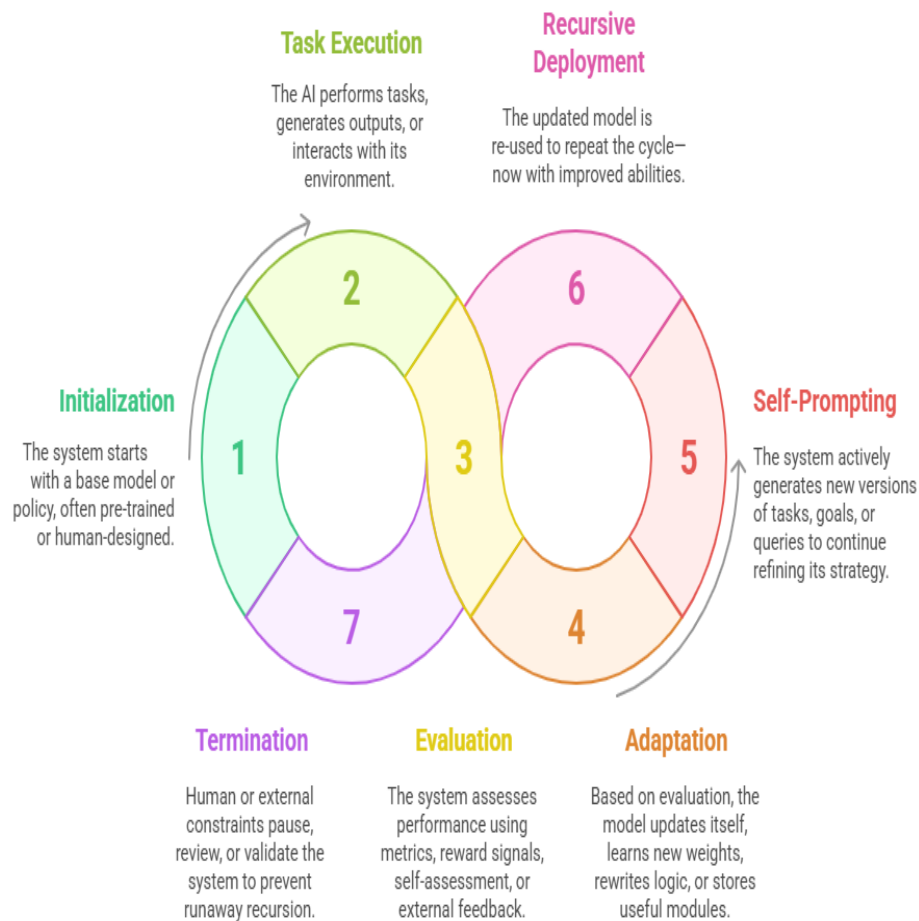 Task Execution
The AI performs tasks,
generates outputs, or
interacts with its
environment.
Recursive
Deployment
The updated model is
re-used to repeat the cycle—
now with improved abilities.
2
6
Initialization
The system starts
with a base model or
policy, often pre-trained
or human-designed.
1
3
5
Self-Prompting
The system actively
generates new versions
of tasks, goals, or
queries to continue
refining its strategy.
7
4
Termination
Human or external
constraints pause,
review, or validate the
system to prevent
runaway recursion.
Evaluation
The system assesses
performance using
metrics, reward signals,
self-assessment, or
external feedback.
Adaptation
Based on evaluation, the
model updates itself,
learns new weights,
rewrites logic, or stores
useful modules.